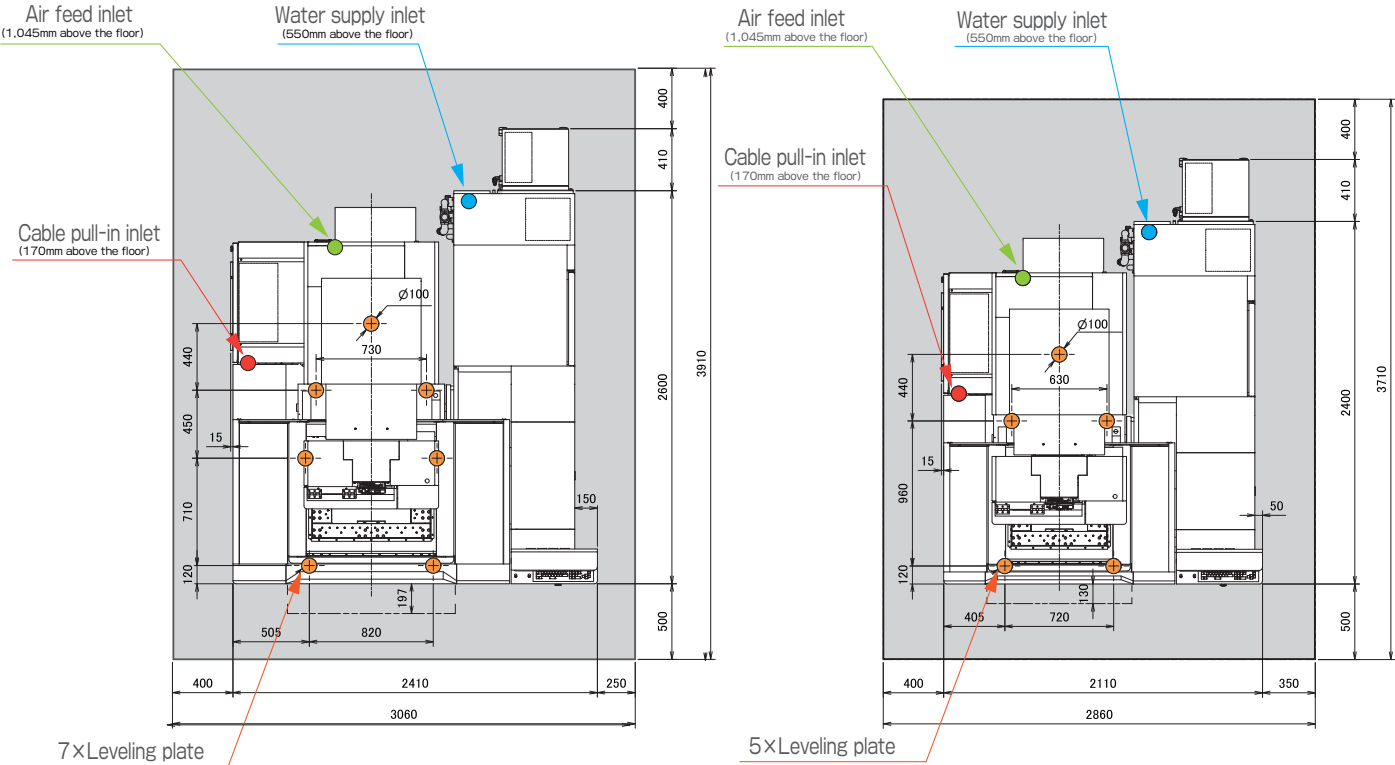 Air feed inlet
(1,045mm above the floor)
Water supply inlet
(550mm above the floor)
Cable pull-in inlet
(170mm above the floor)
400
410
2600
3910
500
Ø100
730
440
450
15
710
120
150
197
505
820
400
2410
250
3060
7×Leveling plate
Air feed inlet
(1,045mm above the floor)
Water supply inlet
(550mm above the floor)
Cable pull-in inlet
(170mm above the floor)
400
410
2400
3710
500
Ø100
630
440
15
960
120
50
130
405
720
400
2110
350
2860
5×Leveling plate